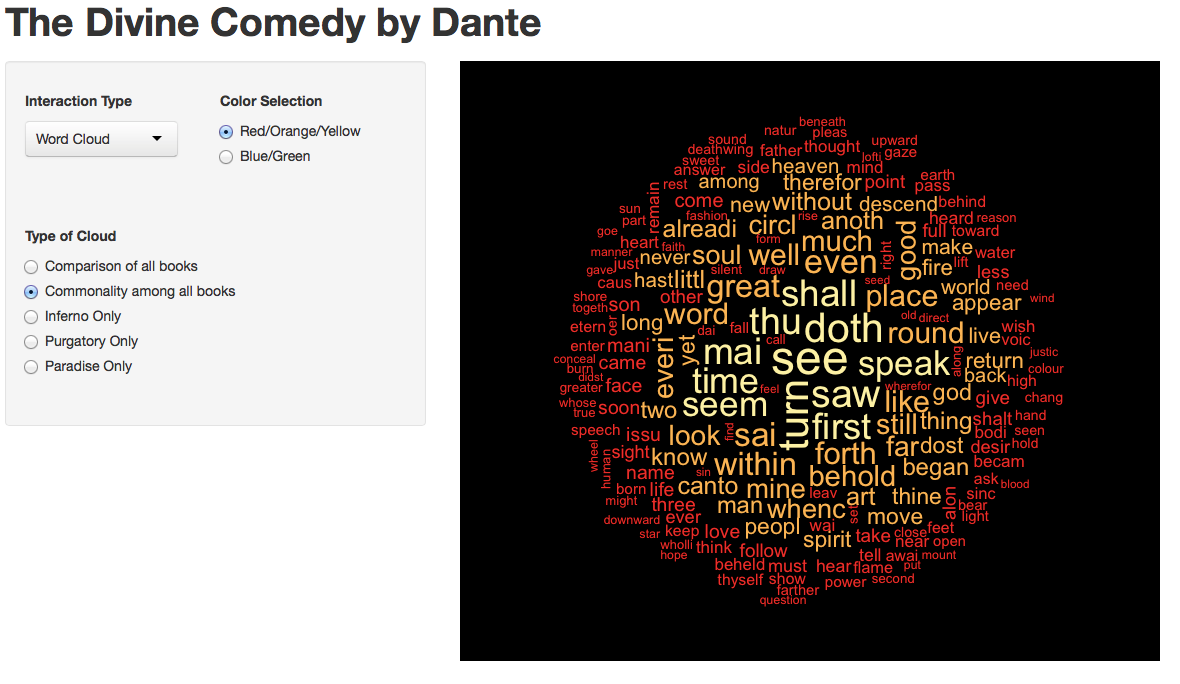 The Divine Comedy by Dante
Interaction Type
Color Selection
Word Cloud
Red/Orange/Yellow
Blue/Green
Type of Cloud
Comparison of all books
Commonality among all books
Inferno Only
Purgatory Only
Paradise Only
beneath
natur pleas
sound upward
deathwing father thought lofti gaze
sweet
answer side heaven mind
rest among therefor point pass earth
remain come new without descend behind
sun part fashion rise anoth heard reason
goe alreadi circl good full toward
heart faith form much right make water
manner never soul well even
gave just silent draw seed fire lift less
caus hast littl great shall place world need
shore other appear wind
togeth son word thu doth old direct
etern oer long dai fall call round live wish
enter mani everi yet mai see speak along voic
conceal came return justic
burn didst time feel wherefor back high colour
greater face seem turn saw like god give chang
whose true soon two first still thing shalt hand
speech issu look find sai bodi seen
wheel sight know within forth far dost desir hold
human name sin behold began becam
born life canto mine leav art thine ask blood
might three man whenc alon sinc
downward ever set move bear light
star keep love peopl wai spirit take close feet
wholli think follow near open
hope tell awai mount
beheld must hear flame put
thyself show farther power second
question